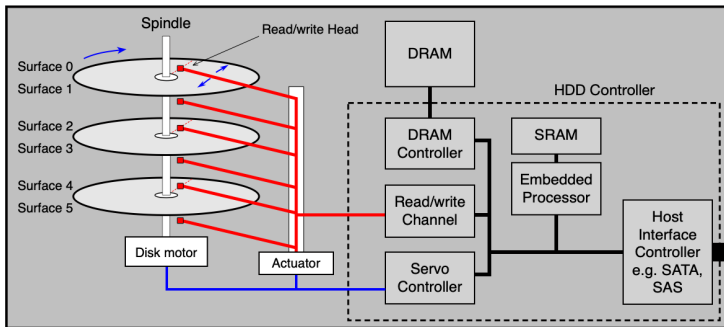 Spindle
Read/write Head
Surface 0
Surface 1
Surface 2
Surface 3
Surface 4
Surface 5
Disk motor
Actuator
DRAM
HDD Controller
DRAM
Controller
SRAM
Embedded
Processor
Read/write
Channel
Servo
Controller
Host
Interface
Controller
e.g. SATA,
SAS